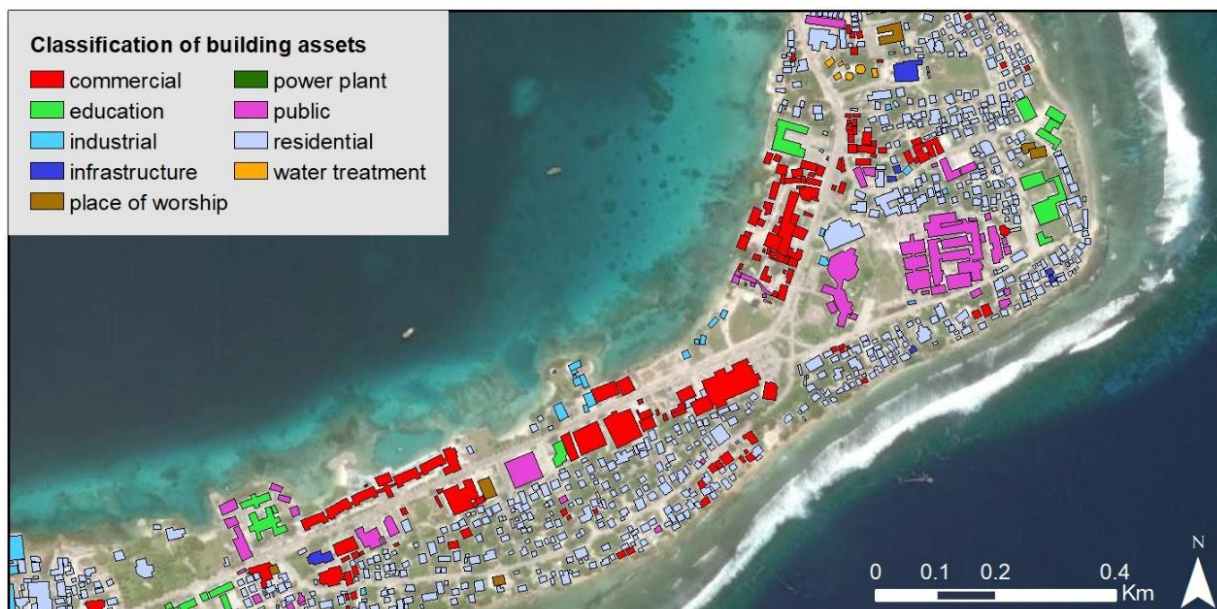 Classification of building assets
commercial
education
industrial
infrastructure
place of worship
power plant
public
residential
water treatment
N
0 0.1 0.2 0.4
Km